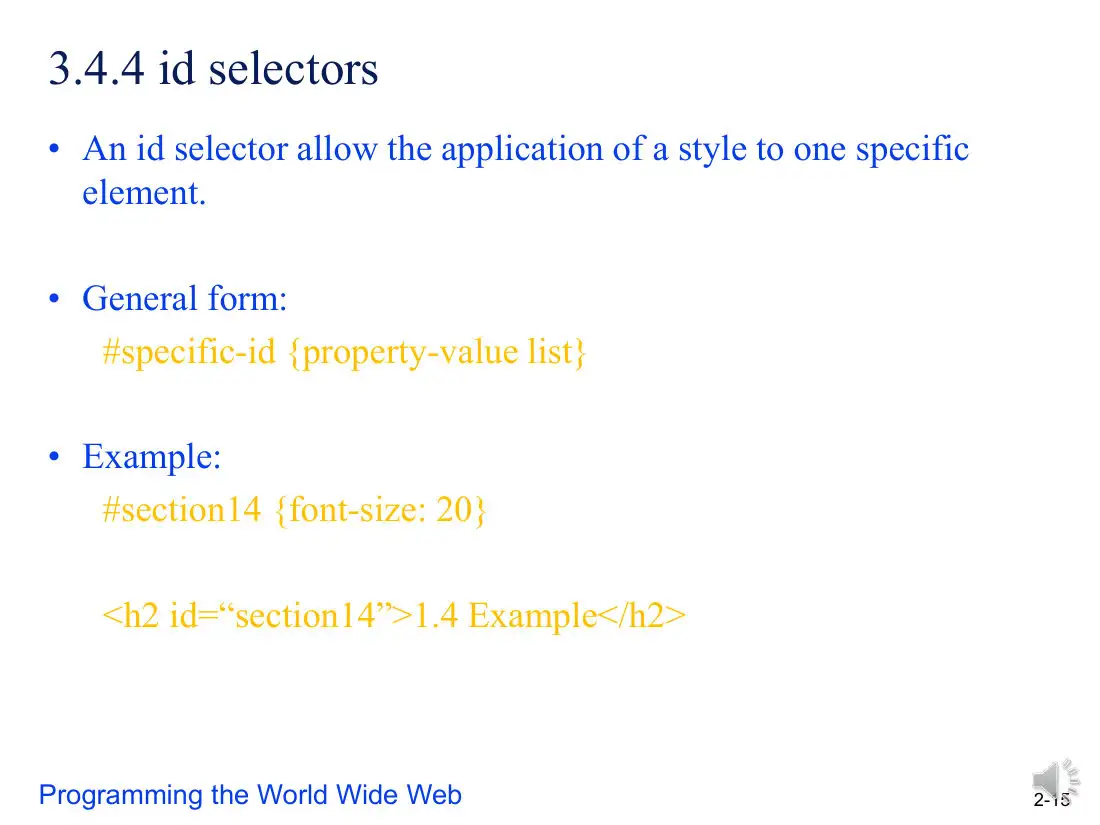 3.4.4 id selectors
• An id selector allow the application of a style to one specific
element.
• General form:
#specific-id {property-value list}
• Example:
#section14 {font-size: 20}
<h2 id=“section14”>1.4 Example</h2>
Programming the World Wide Web
2-15